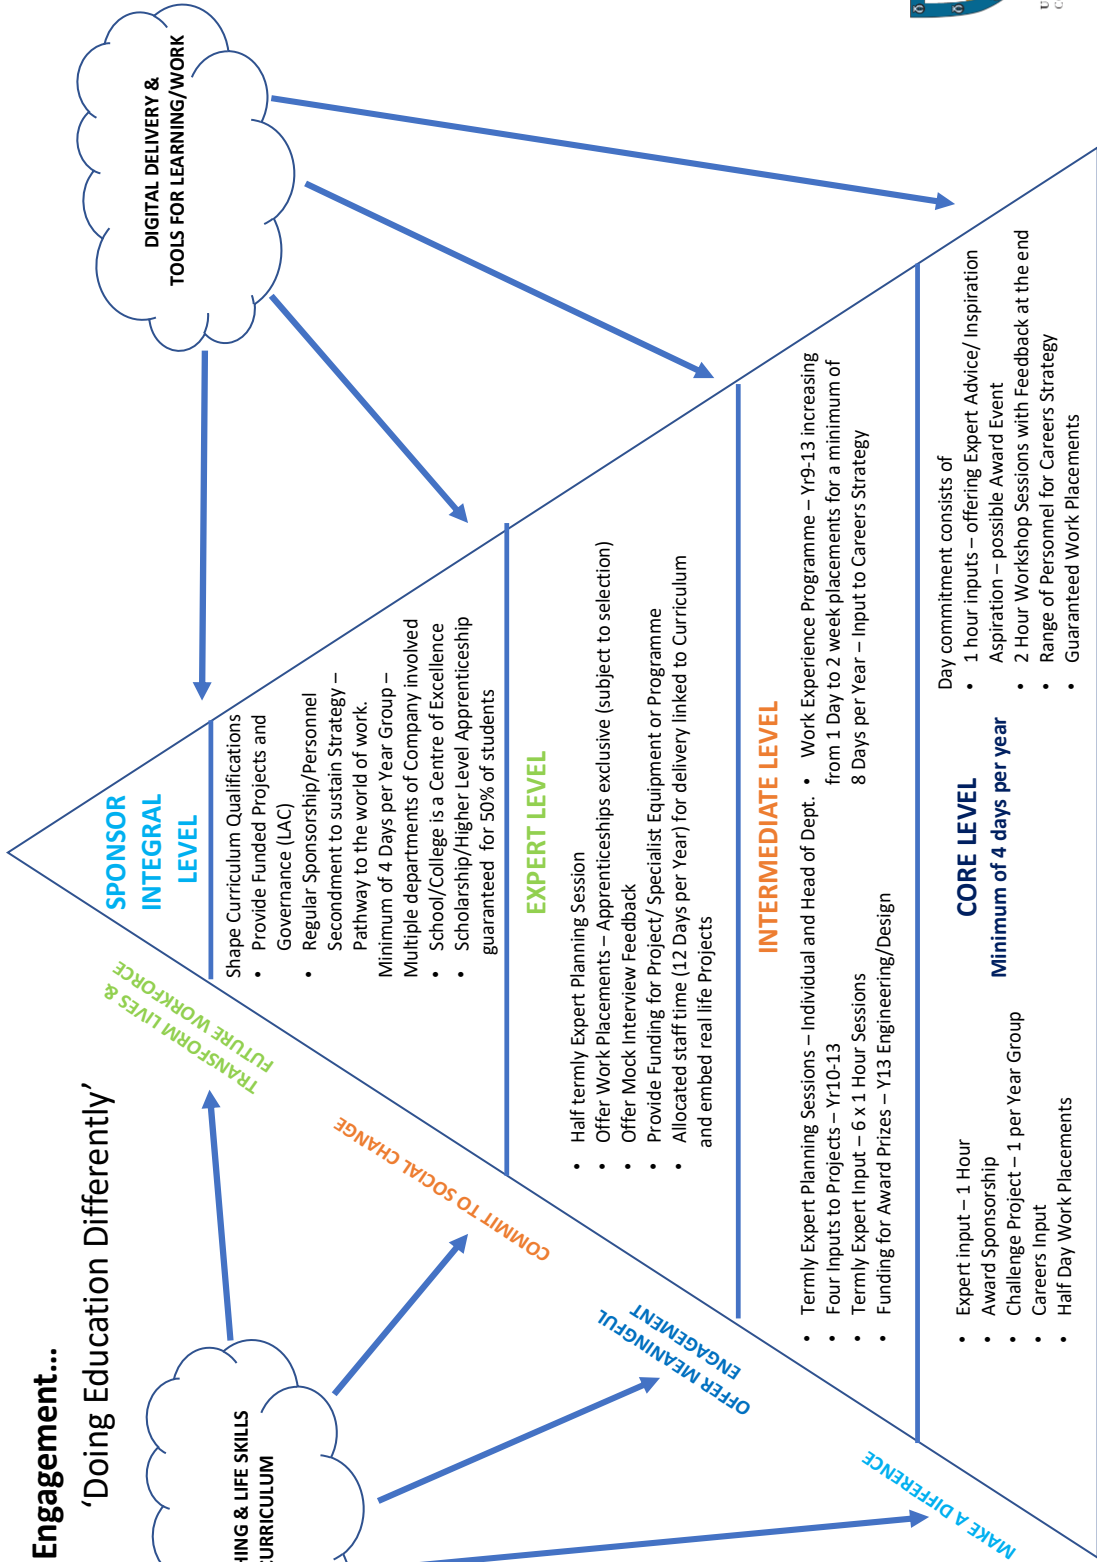 Engagement...
‘Doing Education Differently’
HING & LIFE SKILLS
CURRICULUM
DIGITAL DELIVERY &
TOOLS FOR LEARNING/WORK
TRANSFORM LIVES &
FUTURE WORKFORCE
COMMIT TO SOCIAL CHANGE
OFFER MEANINGFUL
ENGAGEMENT
MAKE A DIFFERENCE
SPONSOR
INTEGRAL
LEVEL
Shape Curriculum Qualifications
• Provide Funded Projects and
Governance (LAC)
• Regular Sponsorship/Personnel
Secondment to sustain Strategy –
Pathway to the world of work.
Minimum of 4 Days per Year Group –
Multiple departments of Company involved
• School/College is a Centre of Excellence
• Scholarship/Higher Level Apprenticeship
guaranteed for 50% of students
EXPERT LEVEL
• Half termly Expert Planning Session
• Offer Work Placements – Apprenticeships exclusive (subject to selection)
• Offer Mock Interview Feedback
• Provide Funding for Project/ Specialist Equipment or Programme
• Allocated staff time (12 Days per Year) for delivery linked to Curriculum
and embed real life Projects
INTERMEDIATE LEVEL
• Termly Expert Planning Sessions – Individual and Head of Dept.
• Four Inputs to Projects – Yr10-13
• Termly Expert Input – 6 x 1 Hour Sessions
• Funding for Award Prizes – Y13 Engineering/Design
• Work Experience Programme – Yr9-13 increasing
from 1 Day to 2 week placements for a minimum of
8 Days per Year – Input to Careers Strategy
CORE LEVEL
Minimum of 4 days per year
• Expert input – 1 Hour
• Award Sponsorship
• Challenge Project – 1 per Year Group
• Careers Input
• Half Day Work Placements
Day commitment consists of
• 1 hour inputs – offering Expert Advice/ Inspiration
Aspiration – possible Award Event
• 2 Hour Workshop Sessions with Feedback at the end
• Range of Personnel for Careers Strategy
• Guaranteed Work Placements